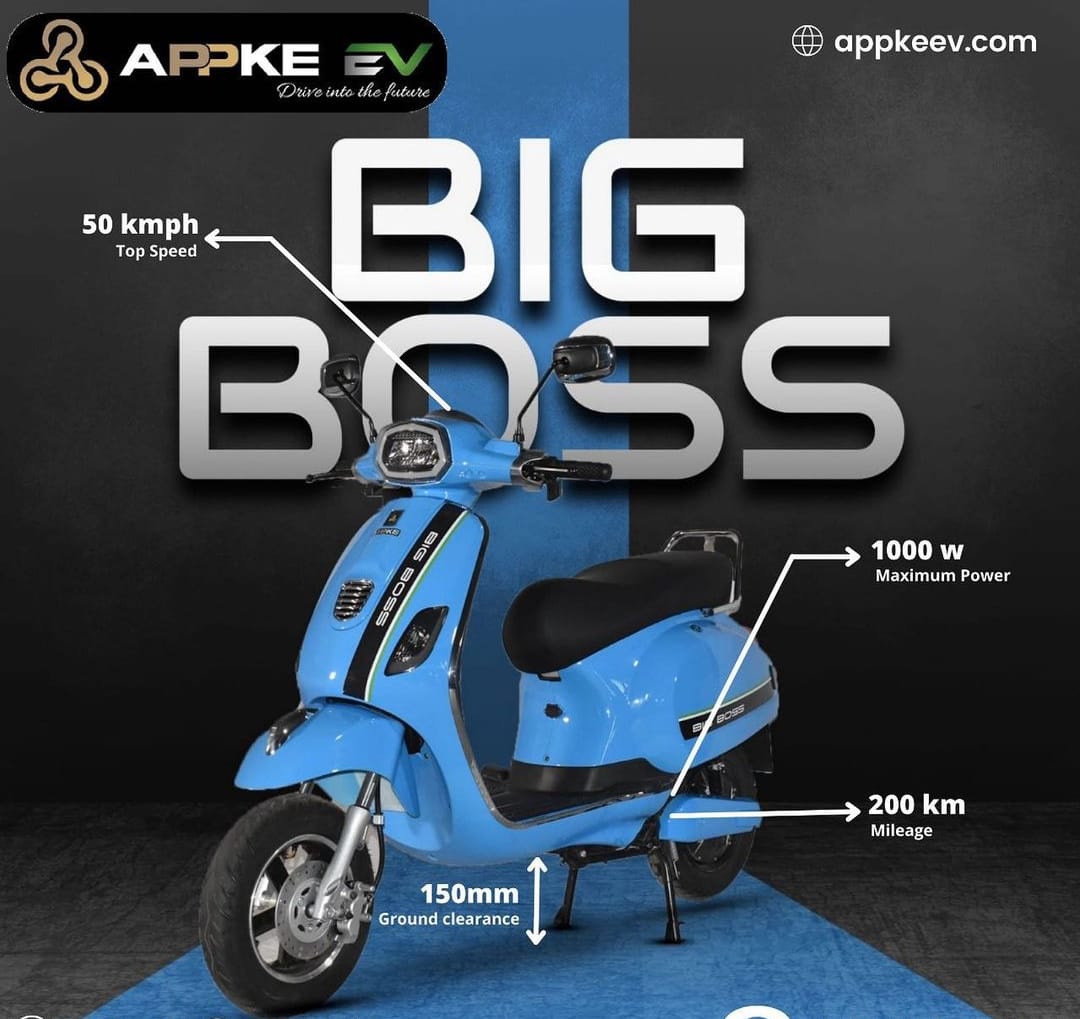 APPKE EV
Drive into the future
appkeev.com
BIG
BOSS
50 kmph
Top Speed
1000 w
Maximum Power
200 km
Mileage
150mm
Ground clearance
APPKE
BIG BOSS
BIG BOSS